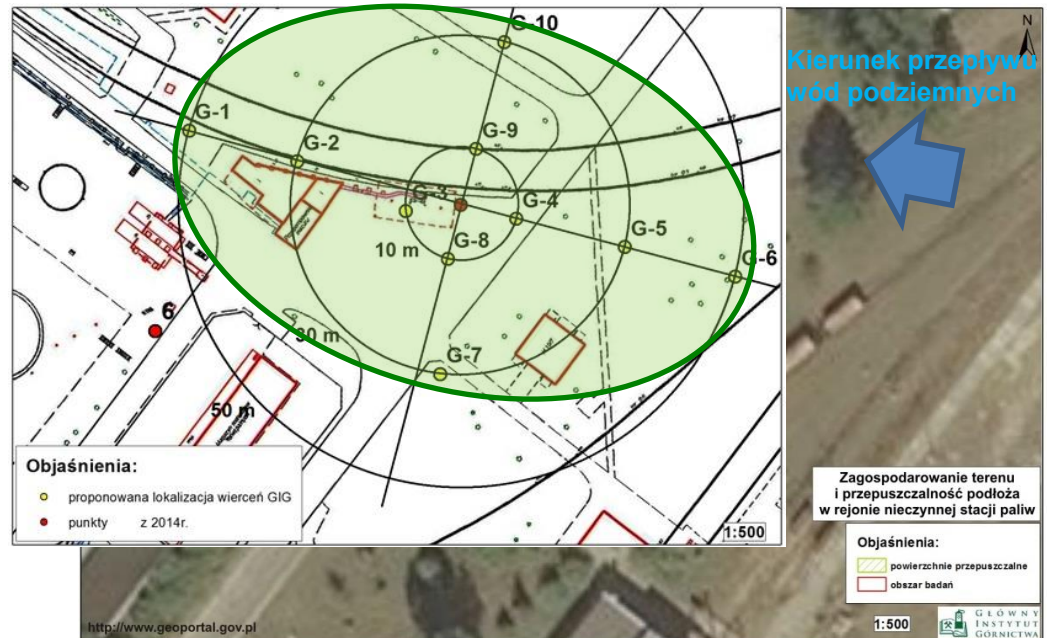 G-10
N
Kierunek przepływu
wód podziemnych
G-1
G-2
G-9
G-3
G-4
10 m
G-8
G-5
G-6
6
30 m
G-7
50 m
Objaśnienia:
proponowana lokalizacja wierceń GIG
punkty z 2014r.
1:500
Zagospodarowanie terenu
i przepuszczalność podłoża
w rejonie nieczynnej stacji paliw
Objaśnienia:
powierzchnie przepuszczalne
obszar badań
http://www.geoportal.gov.pl
1:500
GŁÓWNY
INSTYTUT
GÓRNICTWA